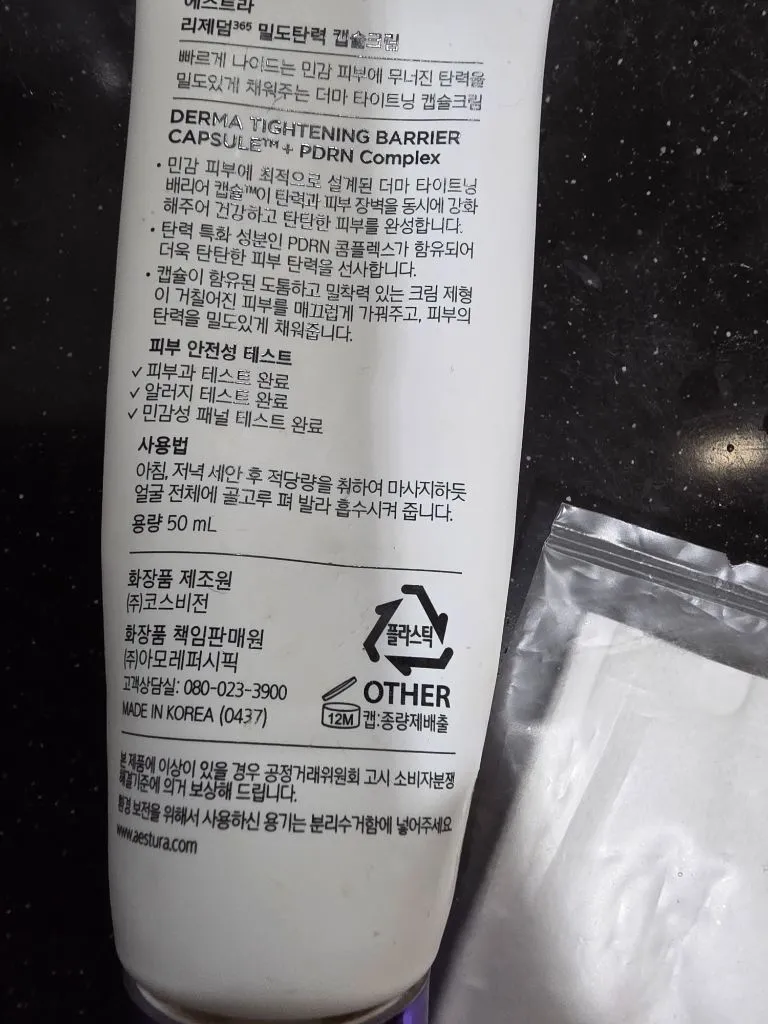 에스트라
리제덤³⁶⁵ 밀도탄력 캡슐크림
빠르게 나이드는 민감 피부에 무너진 탄력을
밀도있게 채워주는 더마 타이트닝 캡슐크림
DERMA TIGHTENING BARRIER
CAPSULE™ + PDRN Complex
• 민감 피부에 최적으로 설계된 더마 타이트닝
배리어 캡슐™이 탄력과 피부 장벽을 동시에 강화
해주어 건강하고 탄탄한 피부를 완성합니다.
• 탄력 특화 성분인 PDRN 콤플렉스가 함유되어
더욱 탄탄한 피부 탄력을 선사합니다.
• 캡슐이 함유된 도톰하고 밀착력 있는 크림 제형
이 거칠어진 피부를 매끄럽게 가꿔주고, 피부의
탄력을 밀도있게 채워줍니다.
피부 안전성 테스트
✓ 피부과 테스트 완료
✓ 알러지 테스트 완료
✓ 민감성 패널 테스트 완료
사용법
아침, 저녁 세안 후 적당량을 취하여 마사지하듯
얼굴 전체에 골고루 펴 발라 흡수시켜 줍니다.
용량 50 mL
화장품 제조원
(주)코스비전
화장품 책임판매원
(주)아모레퍼시픽
고객상담실: 080-023-3900
MADE IN KOREA (0437)
플라스틱
OTHER
12M 캡:종량제배출
본 제품에 이상이 있을 경우 공정거래위원회 고시 소비자분쟁
해결기준에 의거 보상해 드립니다.
환경 보전을 위해서 사용하신 용기는 분리수거함에 넣어주세요
www.aestura.com